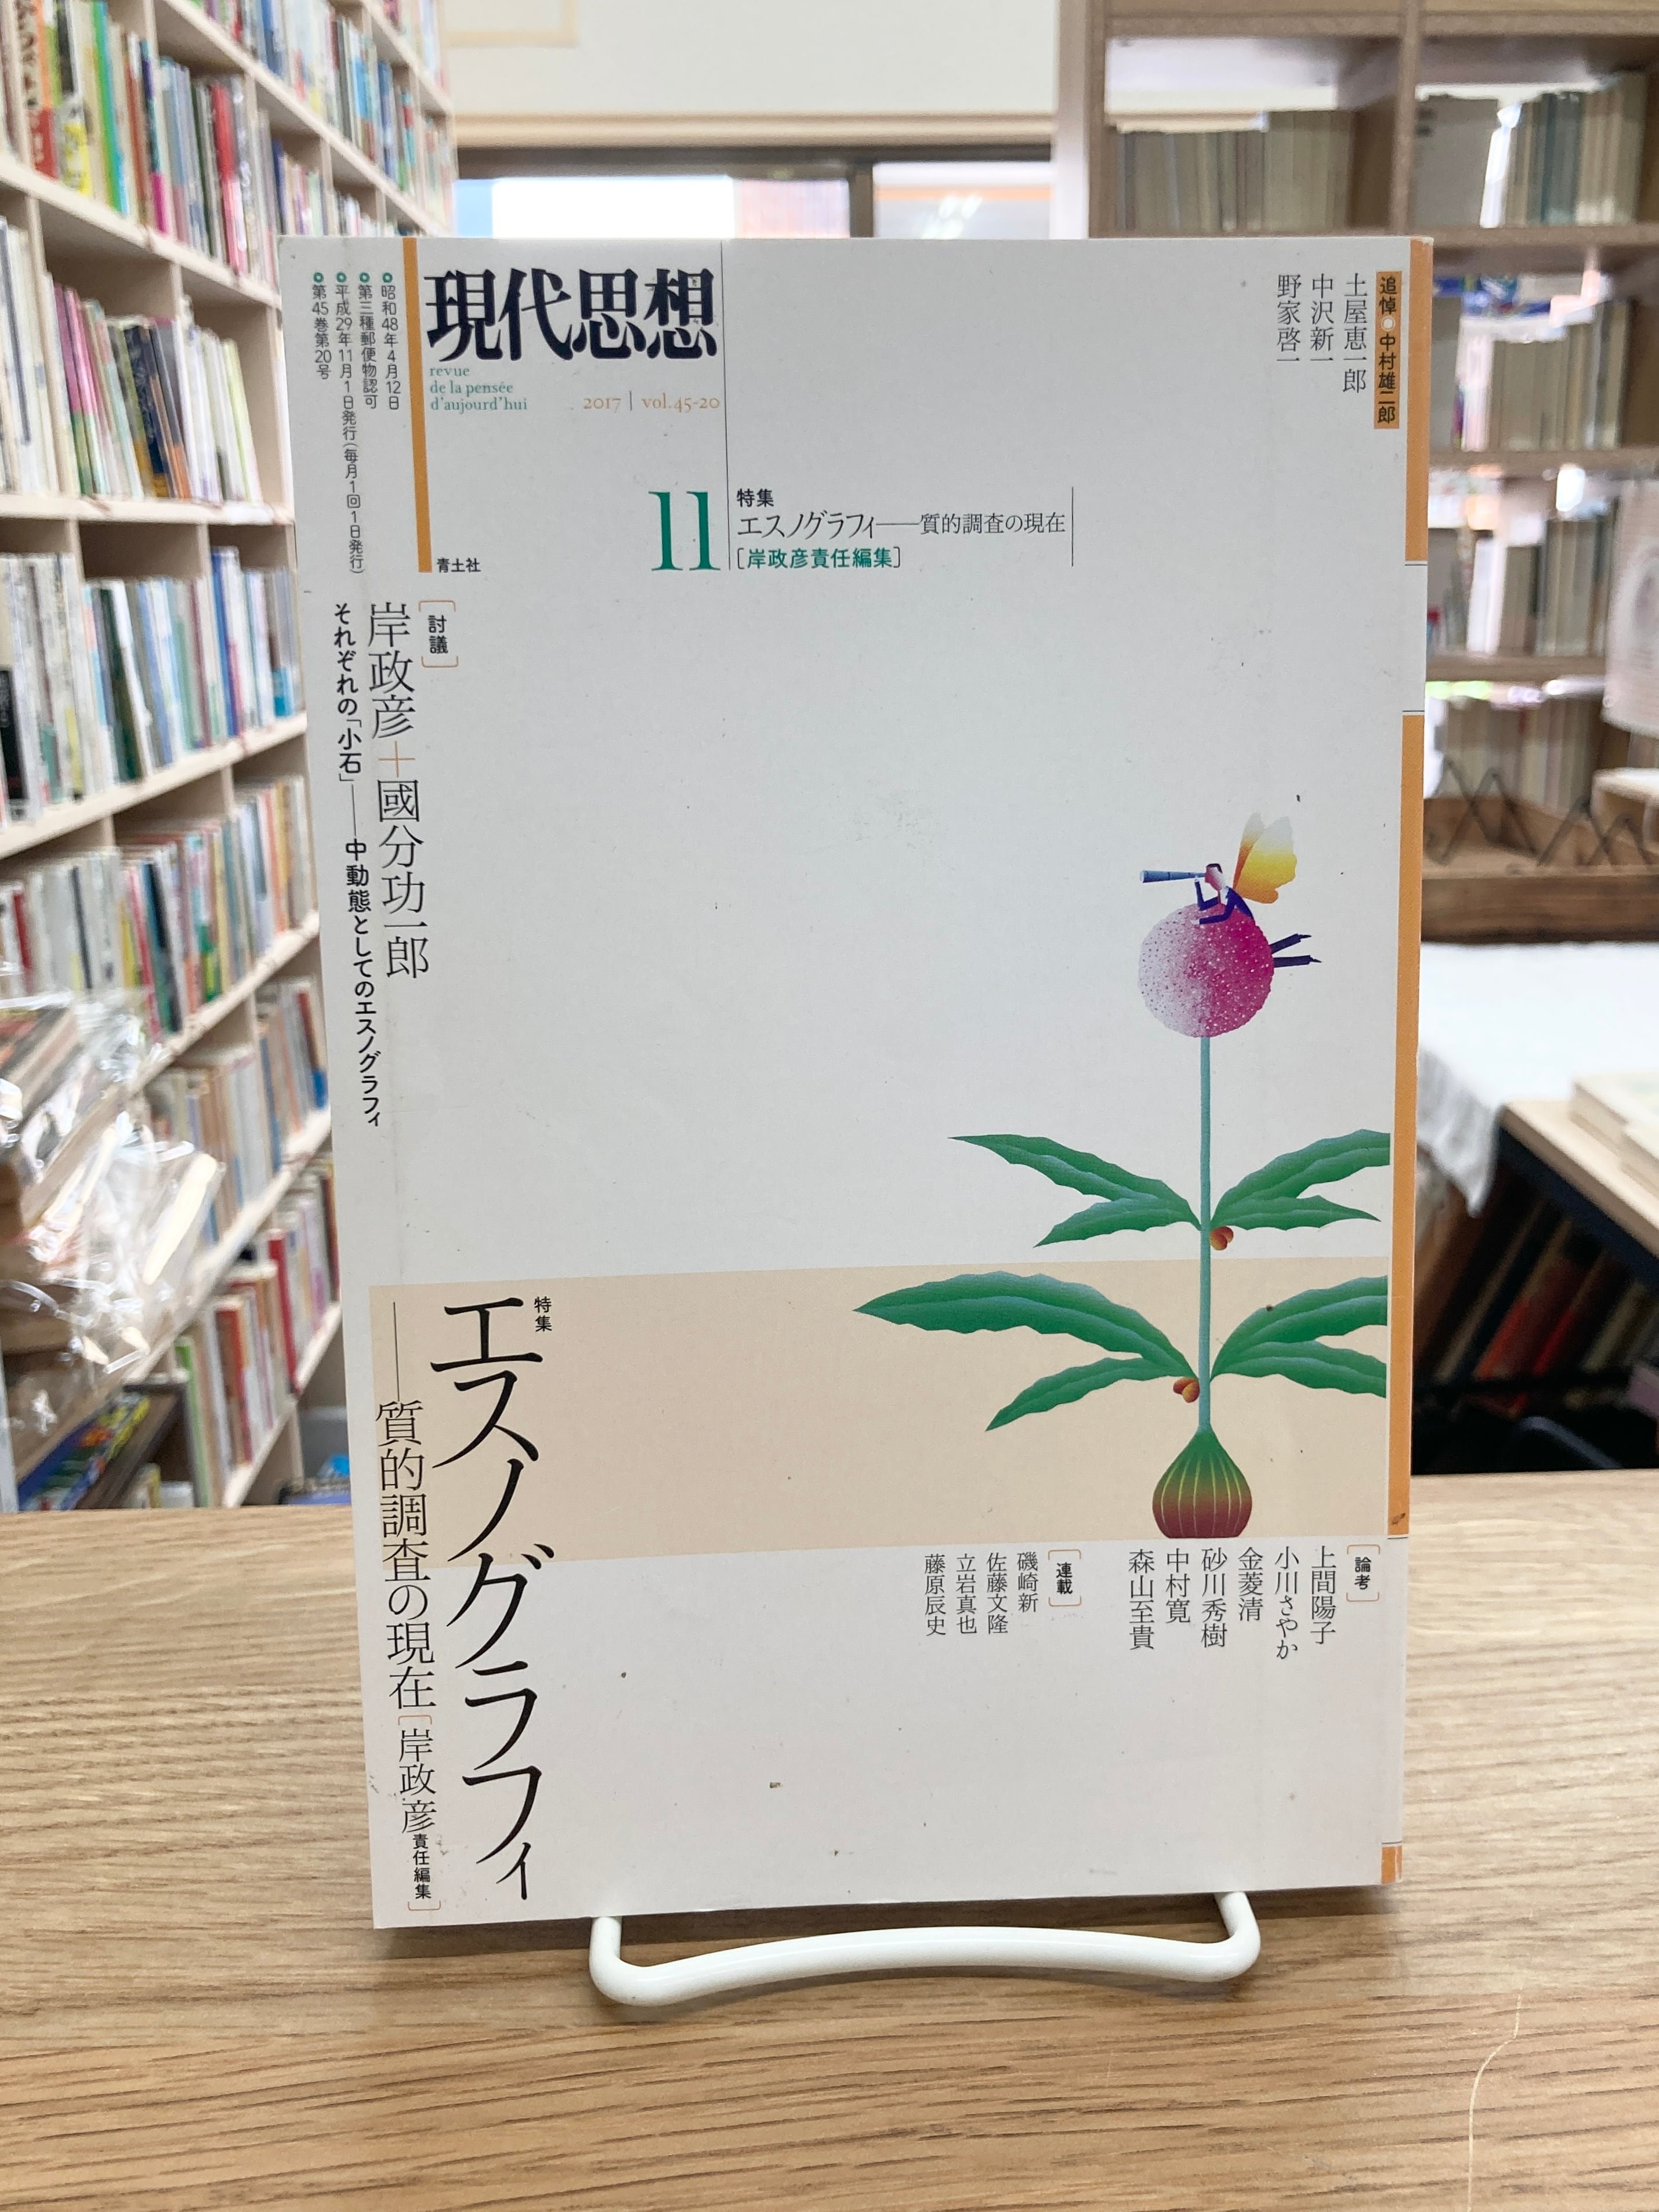 現代思想
revue
de la pensée
d'aujourd'hui
2017 | vol.45-20
●昭和48年4月12日
●第三種郵便物認可
●平成29年11月1日発行(毎月1回1日発行)
●第45巻第20号
青土社
11
特集
エスノグラフィ――質的調査の現在
[岸政彦責任編集]
追悼◎中村雄二郎
土屋恵一郎
中沢新一
野家啓一
[討議]
岸政彦+國分功一郎
それぞれの「小石」――中動態としてのエスノグラフィ
特集
エスノグラフィ
――質的調査の現在[岸政彦責任編集]
[論考]
上間陽子
小川さやか
金菱清
砂川秀樹
中村寛
森山至貴
[連載]
磯崎新
佐藤文隆
立岩真也
藤原辰史